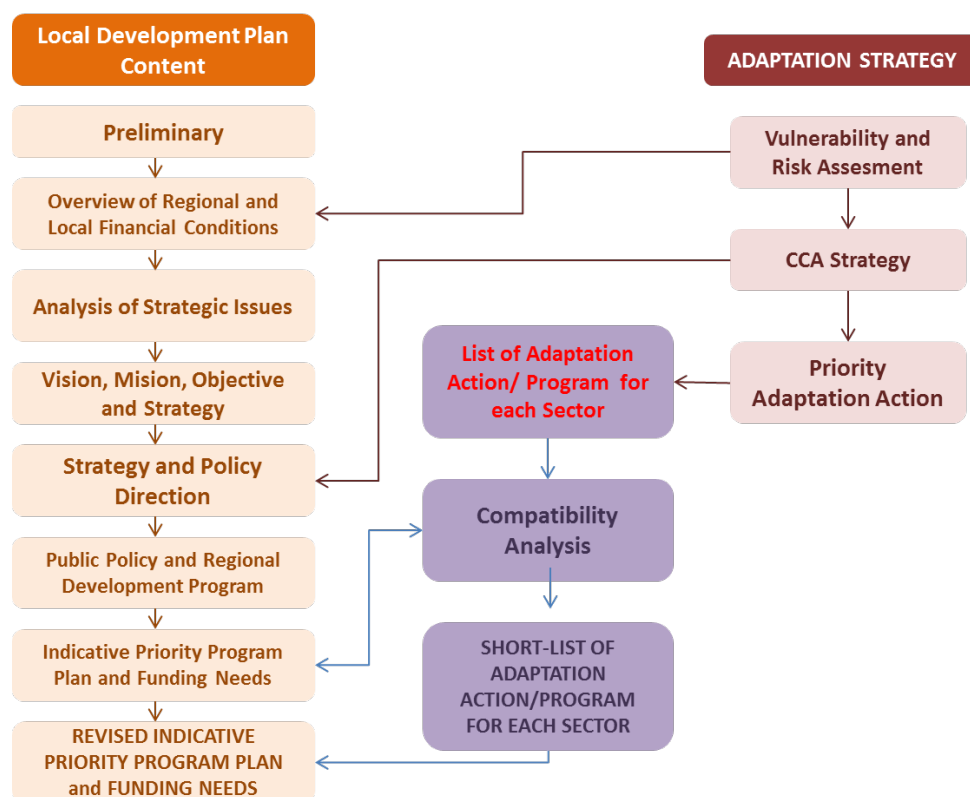 Local Development Plan
Content
Preliminary
Overview of Regional and
Local Financial Conditions
Analysis of Strategic Issues
Vision, Mision, Objective
and Strategy
Strategy and Policy
Direction
Public Policy and Regional
Development Program
Indicative Priority Program
Plan and Funding Needs
REVISED INDICATIVE
PRIORITY PROGRAM PLAN
and FUNDING NEEDS
List of Adaptation
Action/ Program for
each Sector
Compatibility
Analysis
SHORT-LIST OF
ADAPTATION
ACTION/PROGRAM
FOR EACH SECTOR
ADAPTATION STRATEGY
Vulnerability and
Risk Assesment
CCA Strategy
Priority
Adaptation Action